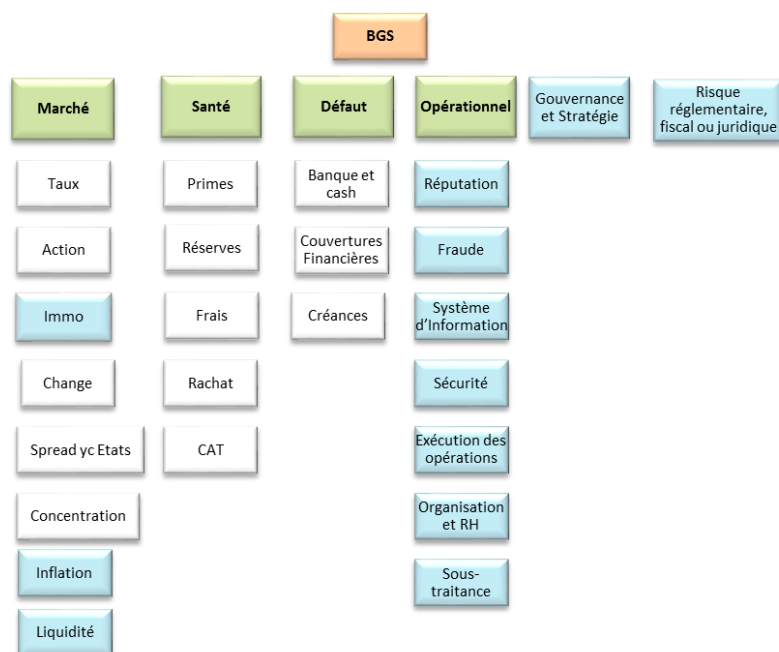 BGS
Marché
Santé
Défaut
Opérationnel
Gouvernance
et Stratégie
Risque
réglementaire,
fiscal ou juridique
Taux
Primes
Banque et
cash
Réputation
Action
Réserves
Couvertures
Financières
Fraude
Immo
Frais
Créances
Système
d’Information
Change
Rachat
Sécurité
Spread yc Etats
CAT
Exécution des
opérations
Concentration
Organisation
et RH
Inflation
Sous-
traitance
Liquidité